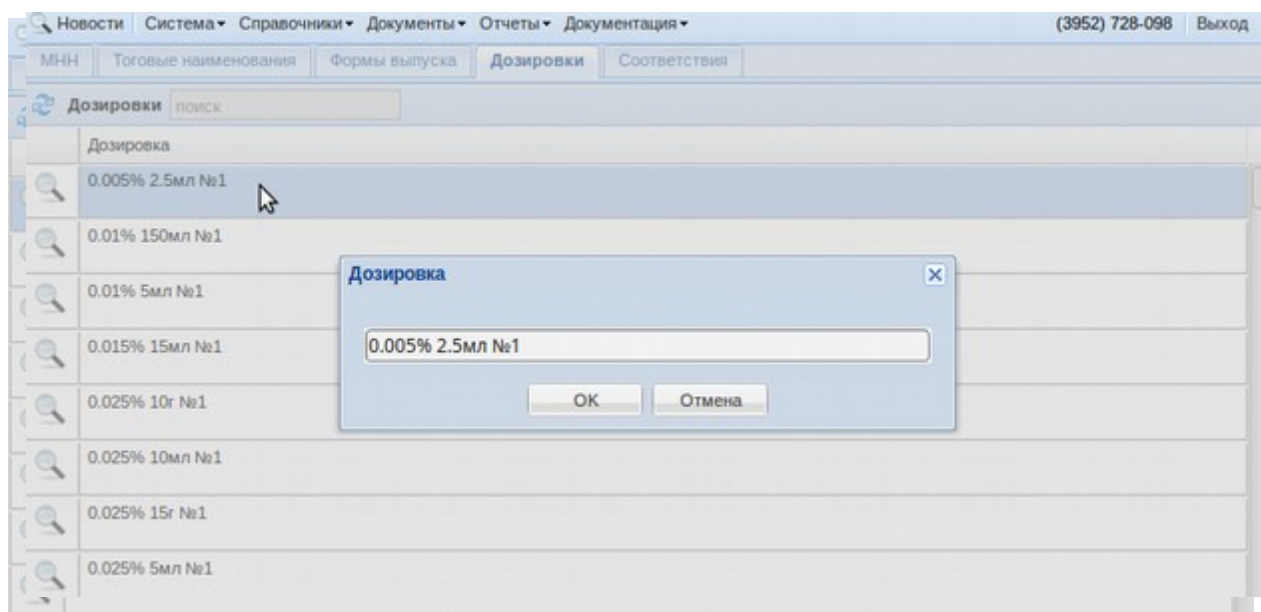 Новости Система Справочники Документы Отчеты Документация (3952) 728-098 Выход
МНН Тоговые наименования Формы выпуска Дозировки Соответствия
Дозировки поиск
Дозировка
0.005% 2.5мл №1
0.01% 150мл №1
0.01% 5мл №1
0.015% 15мл №1
0.025% 10г №1
0.025% 10мл №1
0.025% 15г №1
0.025% 5мл №1
Дозировка
0.005% 2.5мл №1
OK Отмена